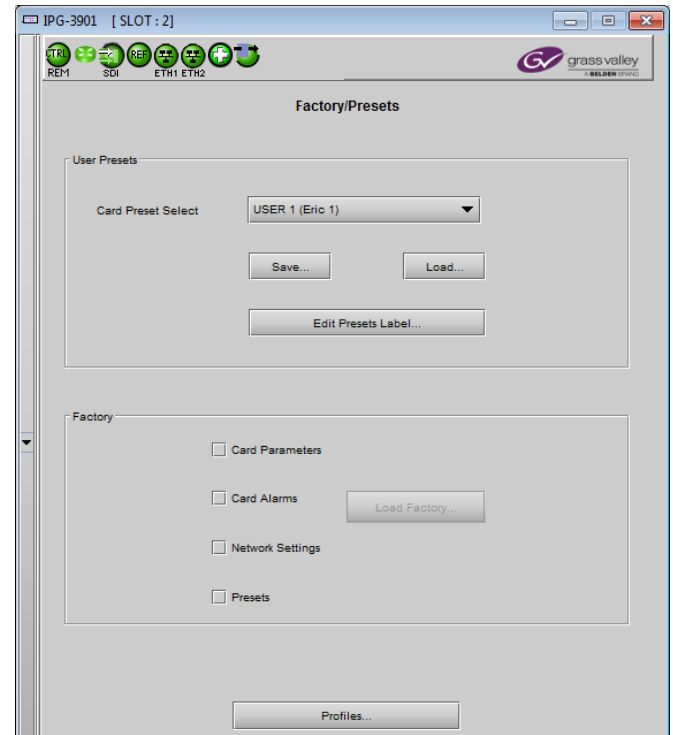 IPG-3901 [ SLOT : 2]
CTRL REF
REM SDI ETH1 ETH2
grass valley
A BELDEN BRAND
Factory/Presets
User Presets
Card Preset Select USER 1 (Eric 1)
Save... Load...
Edit Presets Label...
Factory
Card Parameters
Card Alarms Load Factory...
Network Settings
Presets
Profiles...